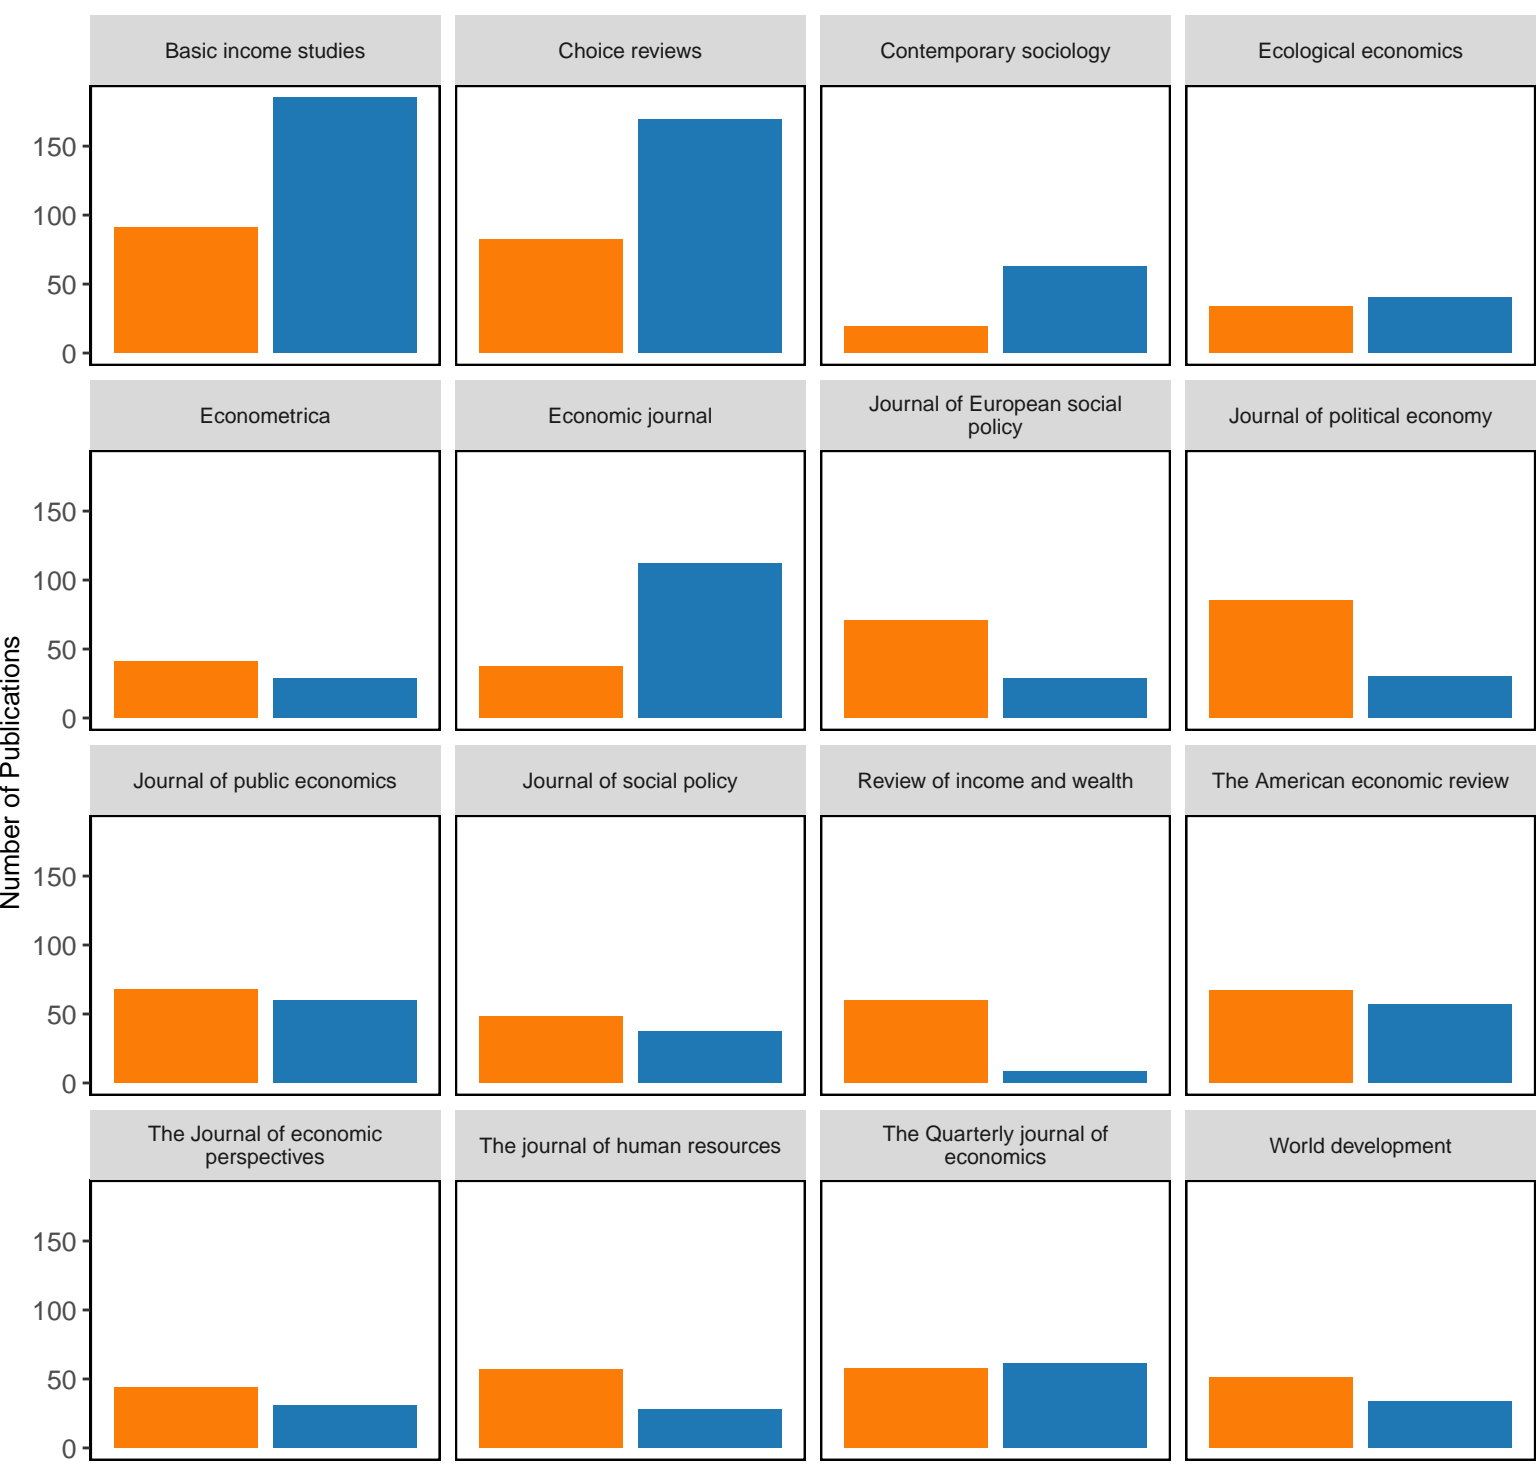 Basic income studies
Choice reviews
Contemporary sociology
Ecological economics
150
100
50
0
Econometrica
Economic journal
Journal of European social
policy
Journal of political economy
150
100
50
0
Number of Publications
Journal of public economics
Journal of social policy
Review of income and wealth
The American economic review
150
100
50
0
The Journal of economic
perspectives
The journal of human resources
The Quarterly journal of
economics
World development
150
100
50
0